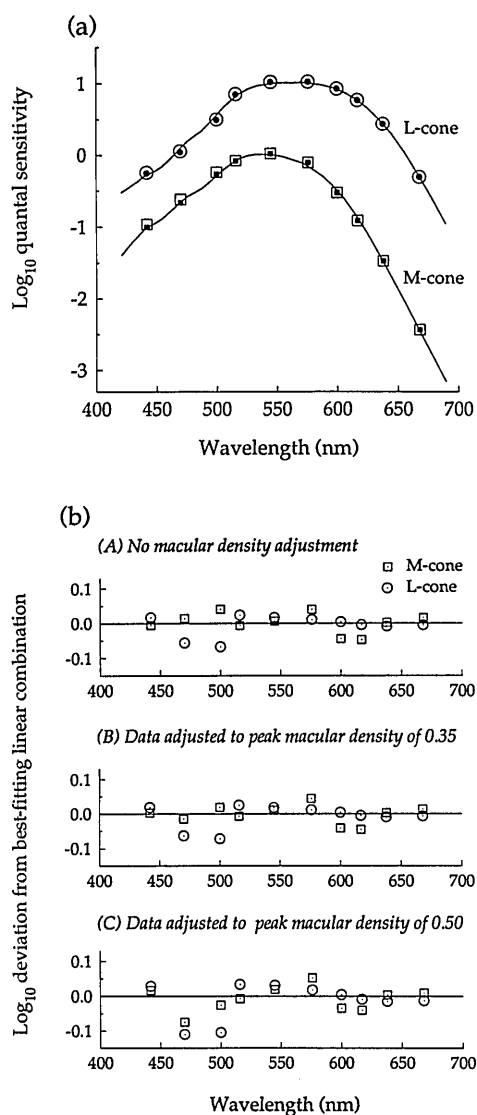 (a)
1
0
-1
-2
-3
L-cone
M-cone
Log10 quantal sensitivity
400 450 500 550 600 650 700
Wavelength (nm)
(b)
(A) No macular density adjustment
M-cone
L-cone
0.1
0.0
-0.1
400 450 500 550 600 650 700
(B) Data adjusted to peak macular density of 0.35
0.1
0.0
-0.1
400 450 500 550 600 650 700
(C) Data adjusted to peak macular density of 0.50
0.1
0.0
-0.1
400 450 500 550 600 650 700
Log10 deviation from best-fitting linear combination
Wavelength (nm)